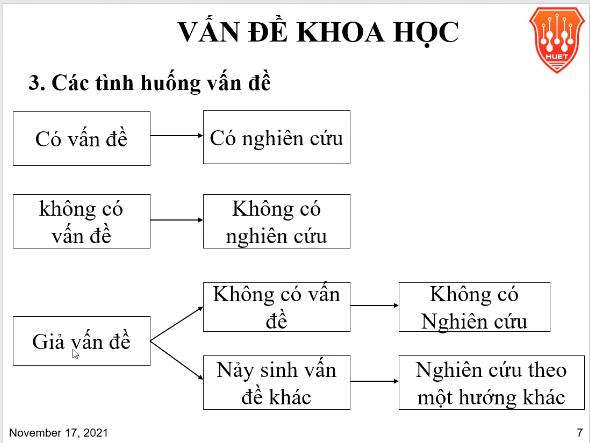 VẤN ĐỀ KHOA HỌC
HUET
3. Các tình huống vấn đề
Có vấn đề
Có nghiên cứu
không có
vấn đề
Không có
nghiên cứu
Giả vấn đề
Không có vấn
đề
Không có
Nghiên cứu
Nảy sinh vấn
đề khác
Nghiên cứu theo
một hướng khác
November 17, 2021
7